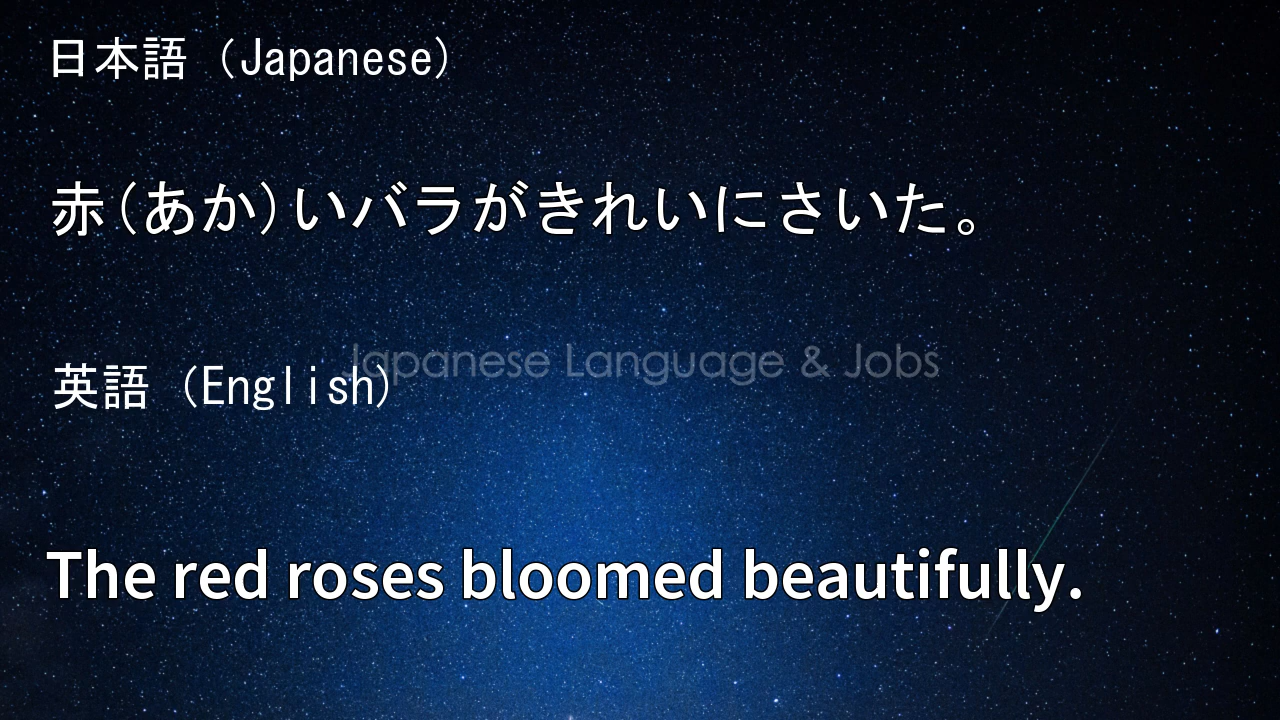 日本語 (Japanese)
赤(あか)いバラがきれいにさいた。
Japanese Language & Jobs
英語 (English)
The red roses bloomed beautifully.